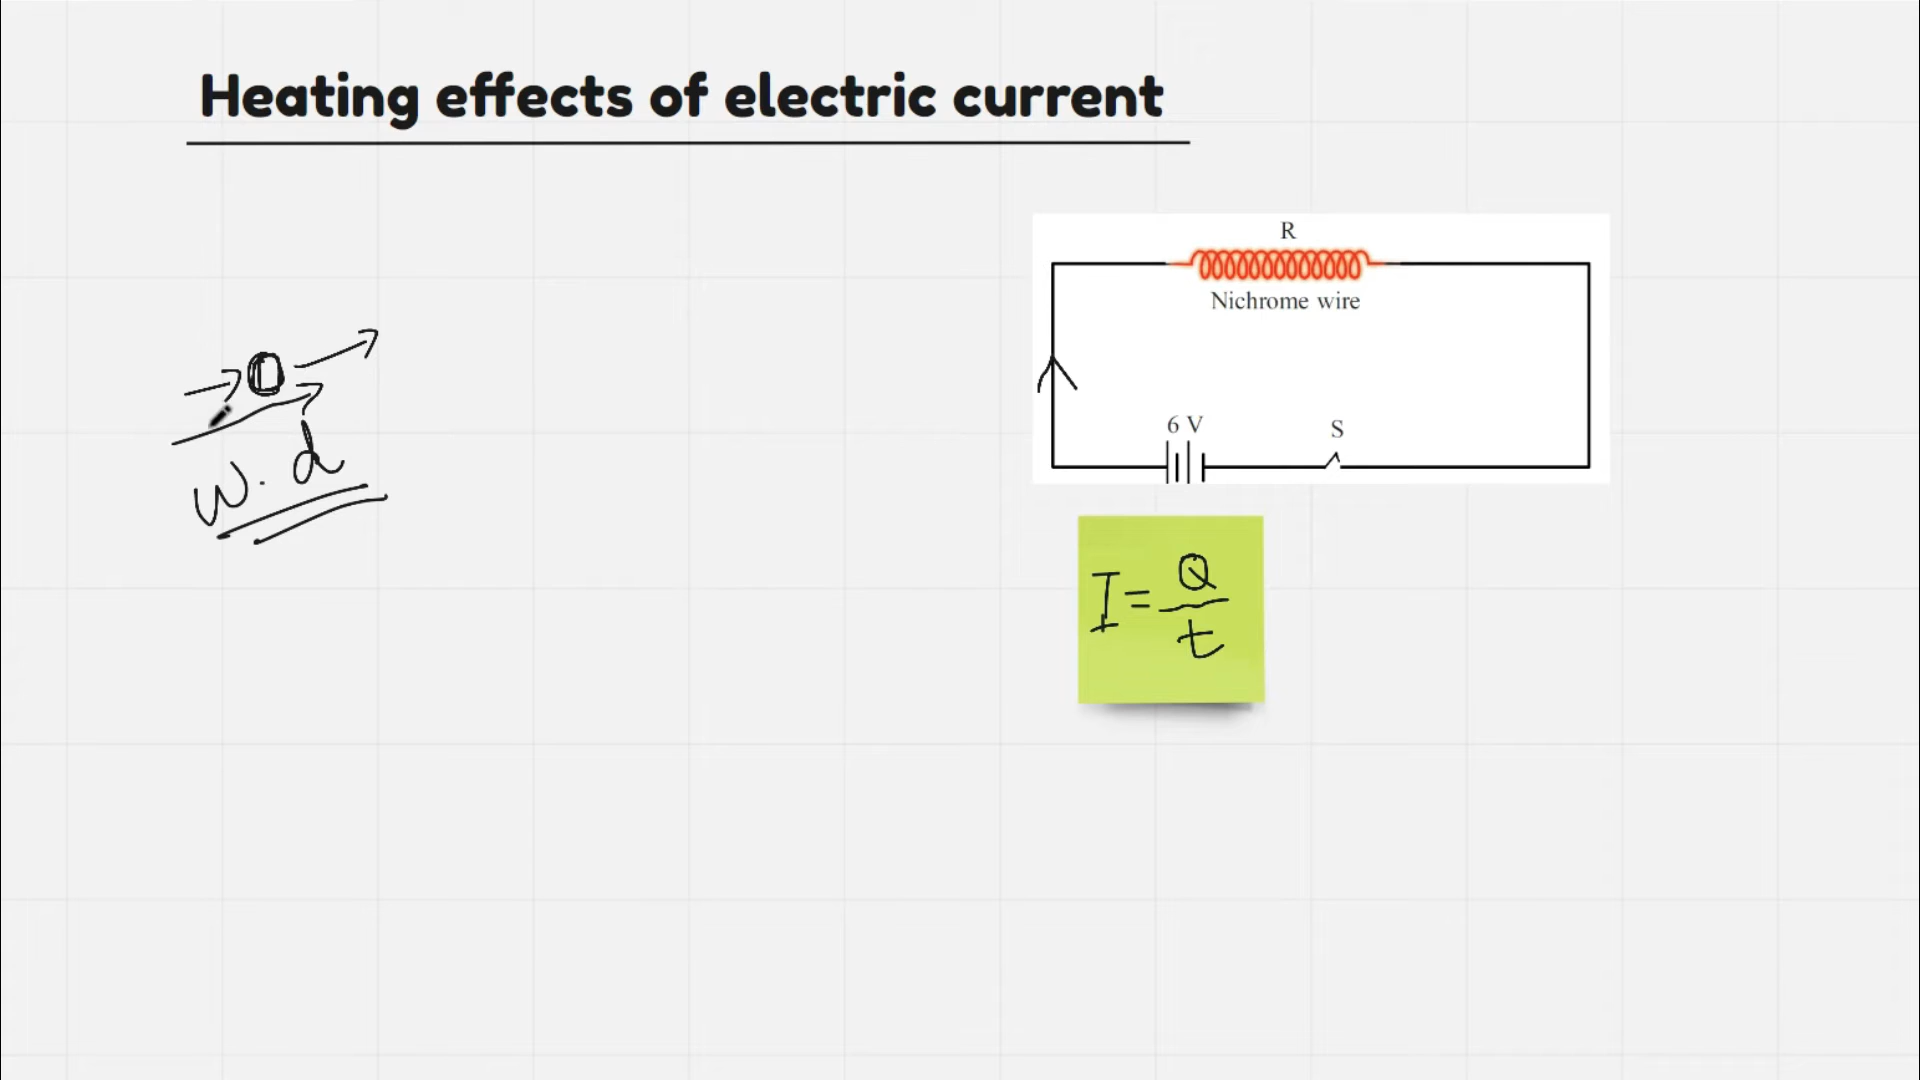 Heating effects of electric current
R
Nichrome wire
6 V
S
W.d
I = Q/t